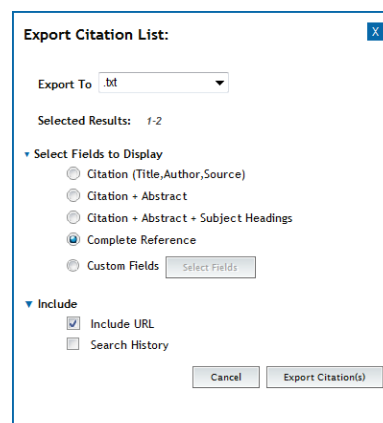 Export Citation List:
X
Export To .txt
Selected Results: 1-2
Select Fields to Display
Citation (Title,Author,Source)
Citation + Abstract
Citation + Abstract + Subject Headings
Complete Reference
Custom Fields Select Fields
Include
Include URL
Search History
Cancel Export Citation(s)